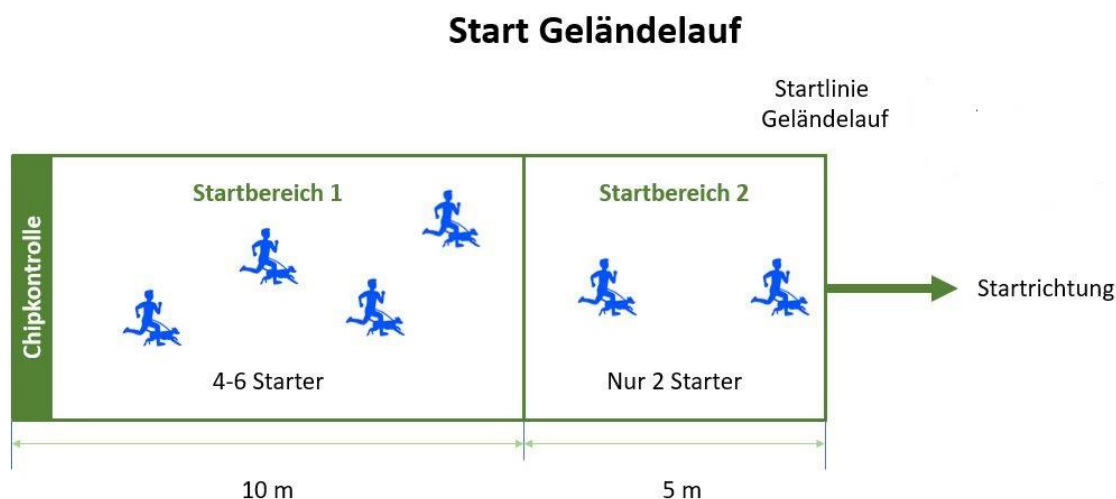 Start Geländelauf
Startlinie
Geländelauf
Chipkontrolle
Startbereich 1
Startbereich 2
Startrichtung
4-6 Starter
Nur 2 Starter
10 m
5 m